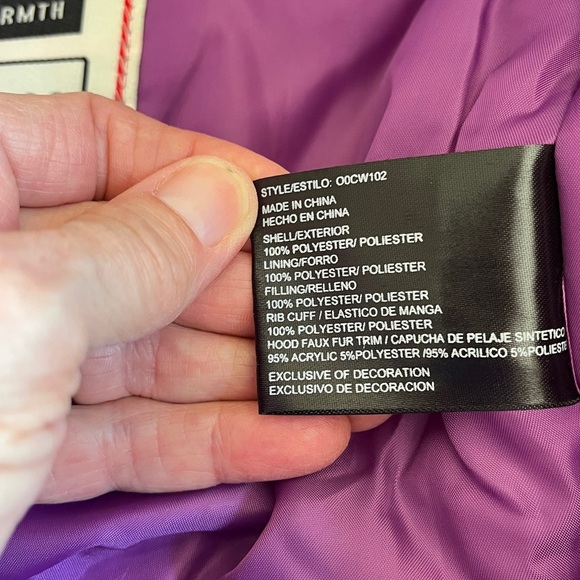 RMTH
STYLE/ESTILO: O0CW102
MADE IN CHINA
HECHO EN CHINA
SHELL/EXTERIOR
100% POLYESTER/ POLIESTER
LINING/FORRO
100% POLYESTER/ POLIESTER
FILLING/RELLENO
100% POLYESTER/ POLIESTER
RIB CUFF / ELASTICO DE MANGA
100% POLYESTER/ POLIESTER
HOOD FAUX FUR TRIM / CAPUCHA DE PELAJE SINTETICO
95% ACRYLIC 5%POLYESTER /95% ACRILICO 5%POLIESTE
EXCLUSIVE OF DECORATION
EXCLUSIVO DE DECORACION